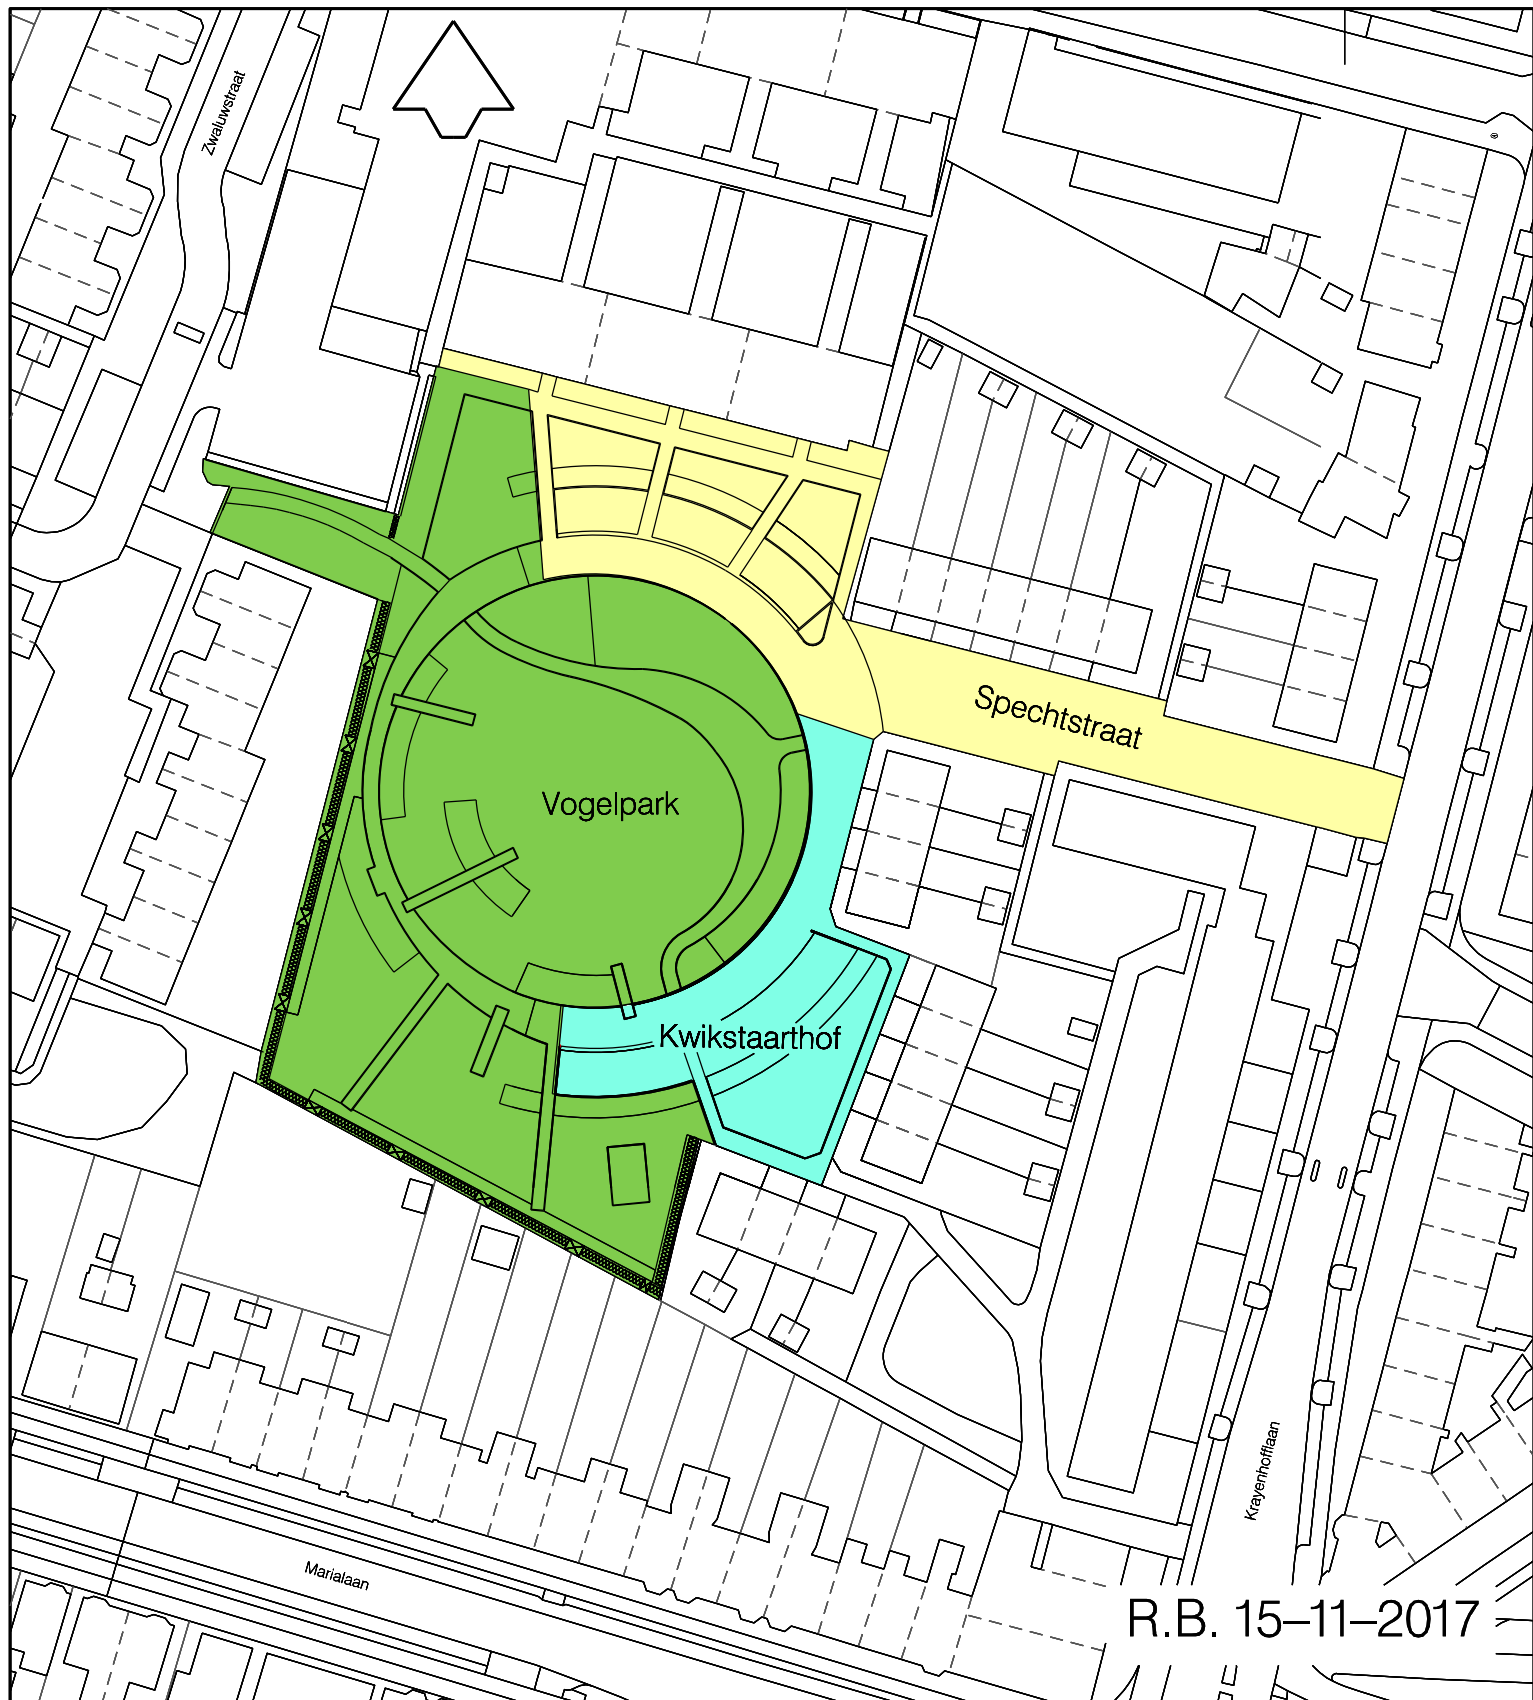 Zwaluwstraat
Spechtstraat
Vogelpark
Kwikstaarthof
Krayenhofflaan
Marialaan
R.B. 15–11–2017